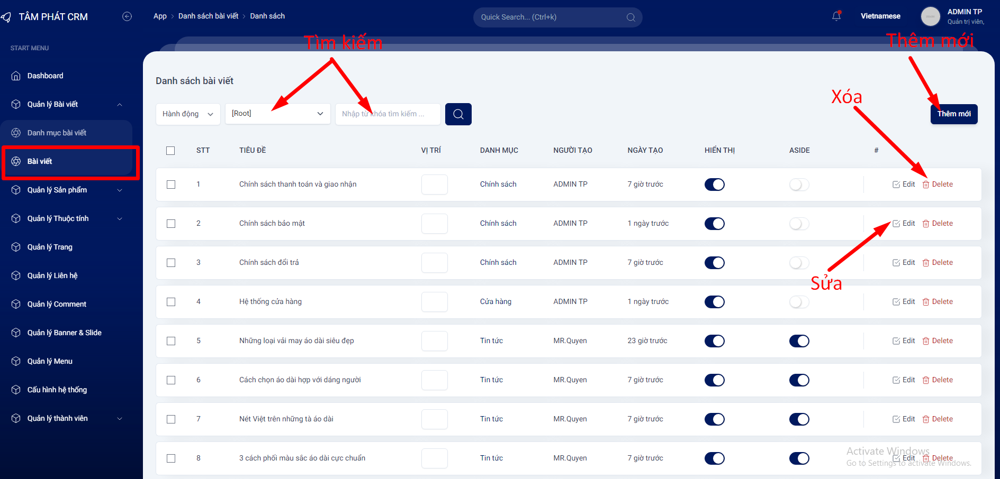 TÂM PHÁT CRM
App > Danh sách bài viết > Danh sách
Quick Search... (Ctrl+k)
Vietnamese
ADMIN TP
Quản trị viên,
START MENU
Dashboard
Quản lý Bài viết
Danh mục bài viết
Bài viết
Quản lý Sản phẩm
Quản lý Thuộc tính
Quản lý Trang
Quản lý Liên hệ
Quản lý Comment
Quản lý Banner & Slide
Quản lý Menu
Cấu hình hệ thống
Quản lý thành viên
Tìm kiếm
Thêm mới
Xóa
Sửa
Danh sách bài viết
Hành động [Root] Nhập từ khóa tìm kiếm ... Thêm mới
STT TIÊU ĐỀ VỊ TRÍ DANH MỤC NGƯỜI TẠO NGÀY TẠO HIỂN THỊ ASIDE #
1 Chính sách thanh toán và giao nhận Chính sách ADMIN TP 7 giờ trước Edit Delete
2 Chính sách bảo mật Chính sách ADMIN TP 1 ngày trước Edit Delete
3 Chính sách đổi trả Chính sách ADMIN TP 7 giờ trước Edit Delete
4 Hệ thống cửa hàng Cửa hàng ADMIN TP 1 ngày trước Edit Delete
5 Những loại vải may áo dài siêu đẹp Tin tức MR.Quyen 23 giờ trước Edit Delete
6 Cách chọn áo dài hợp với dáng người Tin tức MR.Quyen 7 giờ trước Edit Delete
7 Nét Việt trên những tà áo dài Tin tức MR.Quyen 7 giờ trước Edit Delete
8 3 cách phối màu sắc áo dài cực chuẩn Tin tức MR.Quyen 7 giờ trước Edit Delete
Activate Windows
Go to Settings to activate Windows.